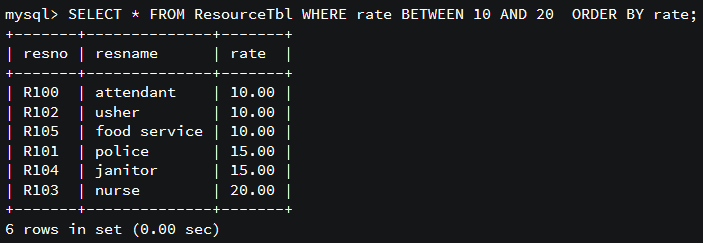 mysql> SELECT * FROM ResourceTbl WHERE rate BETWEEN 10 AND 20  ORDER BY rate;
+-------+--------------+-------+
| resno | resname      | rate  |
+-------+--------------+-------+
| R100  | attendant    | 10.00 |
| R102  | usher        | 10.00 |
| R105  | food service | 10.00 |
| R101  | police       | 15.00 |
| R104  | janitor      | 15.00 |
| R103  | nurse        | 20.00 |
+-------+--------------+-------+
6 rows in set (0.00 sec)